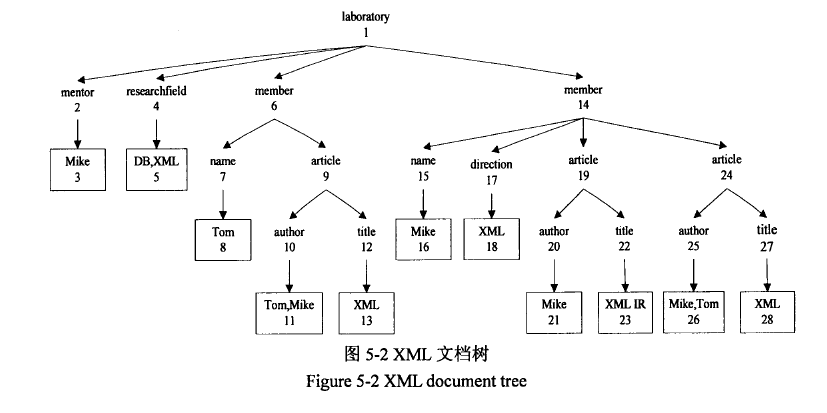 laboratory
1
mentor researchfield member member
2 4 6 14
Mike DB,XML name article name direction article article
3 5 7 9 15 17 19 24
Tom author title Mike XML author title author title
8 10 12 16 18 20 22 25 27
Tom,Mike XML Mike XML IR Mike,Tom XML
11 13 21 23 26 28
图 5-2 XML 文档树
Figure 5-2 XML document tree